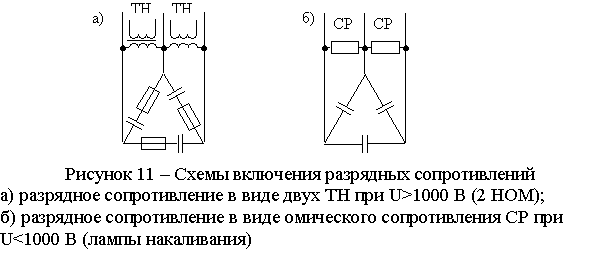 а) ТН ТН б)
СР СР
Рисунок 11 – Схемы включения разрядных сопротивлений
а) разрядное сопротивление в виде двух ТН при U>1000 В (2 НОМ);
б) разрядное сопротивление в виде омического сопротивления СР при
U<1000 В (лампы накаливания)